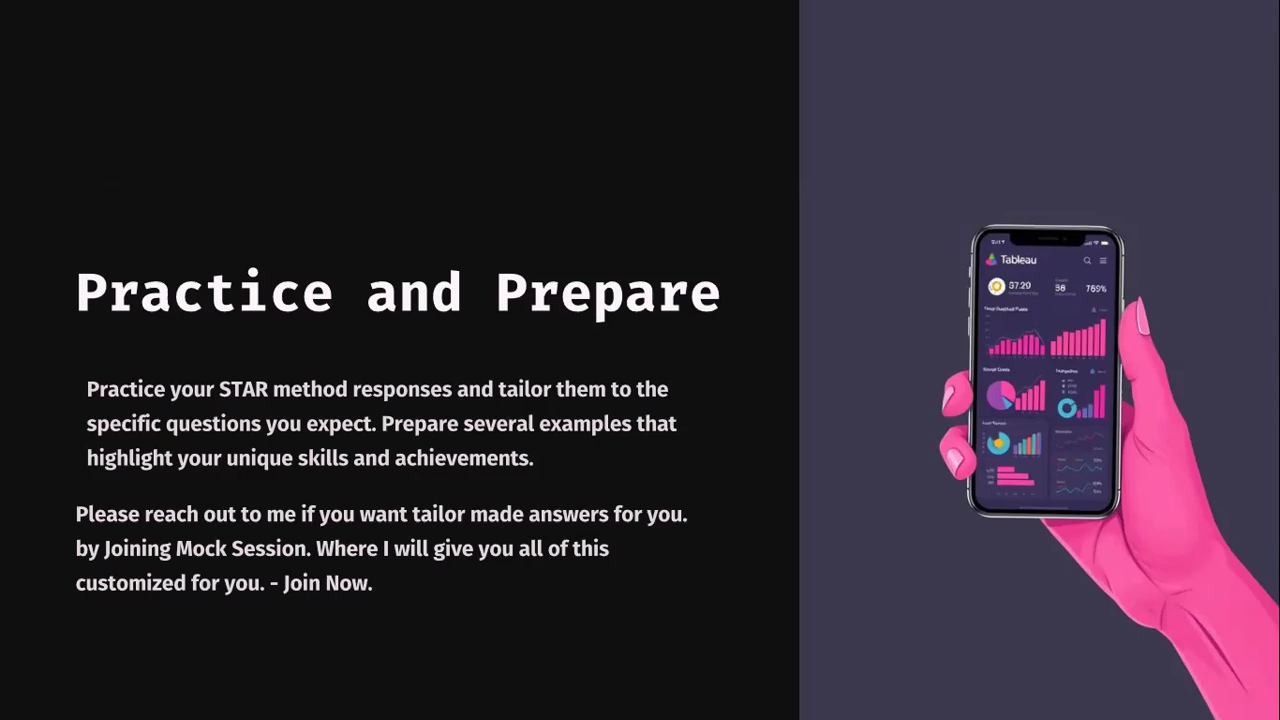 Practice and Prepare
Practice your STAR method responses and tailor them to the
specific questions you expect. Prepare several examples that
highlight your unique skills and achievements.
Please reach out to me if you want tailor made answers for you.
by Joining Mock Session. Where I will give you all of this
customized for you. - Join Now.
Tableau
57.29
769%